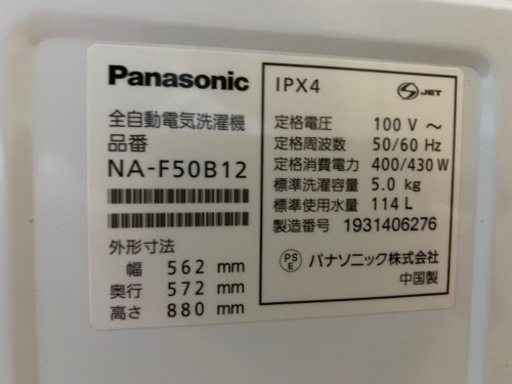 Panasonic
全自動電気洗濯機
品番
NA-F50B12
外形寸法
幅 562 mm
奥行 572 mm
高さ 880 mm
IPX4
S JET
定格電圧 100 V ～
定格周波数 50/60 Hz
定格消費電力 400/430 W
標準洗濯容量 5.0 kg
標準使用水量 114 L
製造番号 1931406276
PS E パナソニック株式会社
中国製